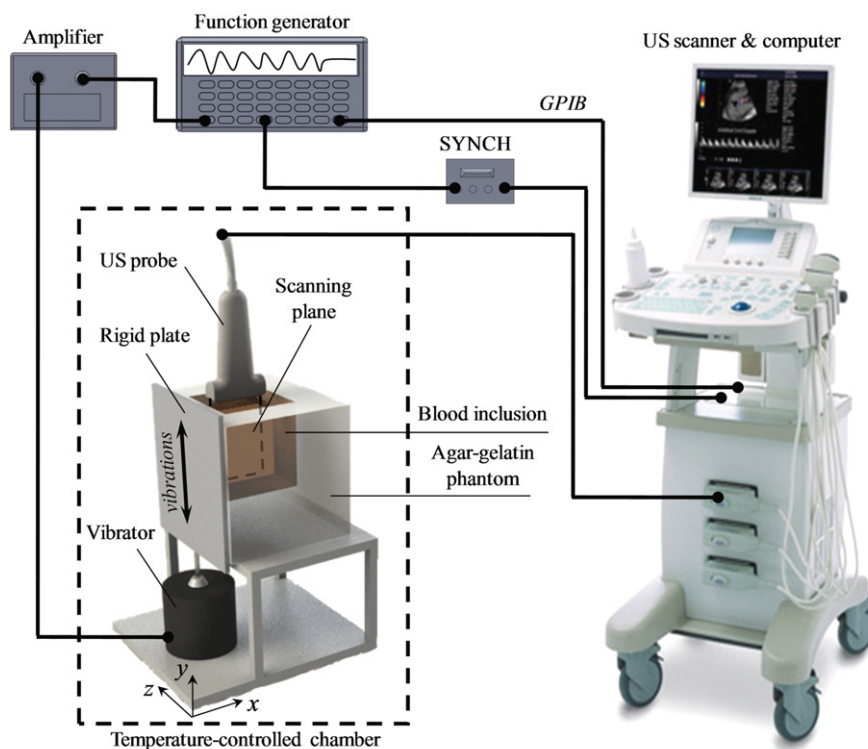 Function generator
Amplifier
US scanner & computer
GPIB
SYNCH
US probe
Scanning
plane
Rigid plate
Blood inclusion
vibrations
Agar-gelatin
phantom
Vibrator
y
z
x
Temperature-controlled chamber